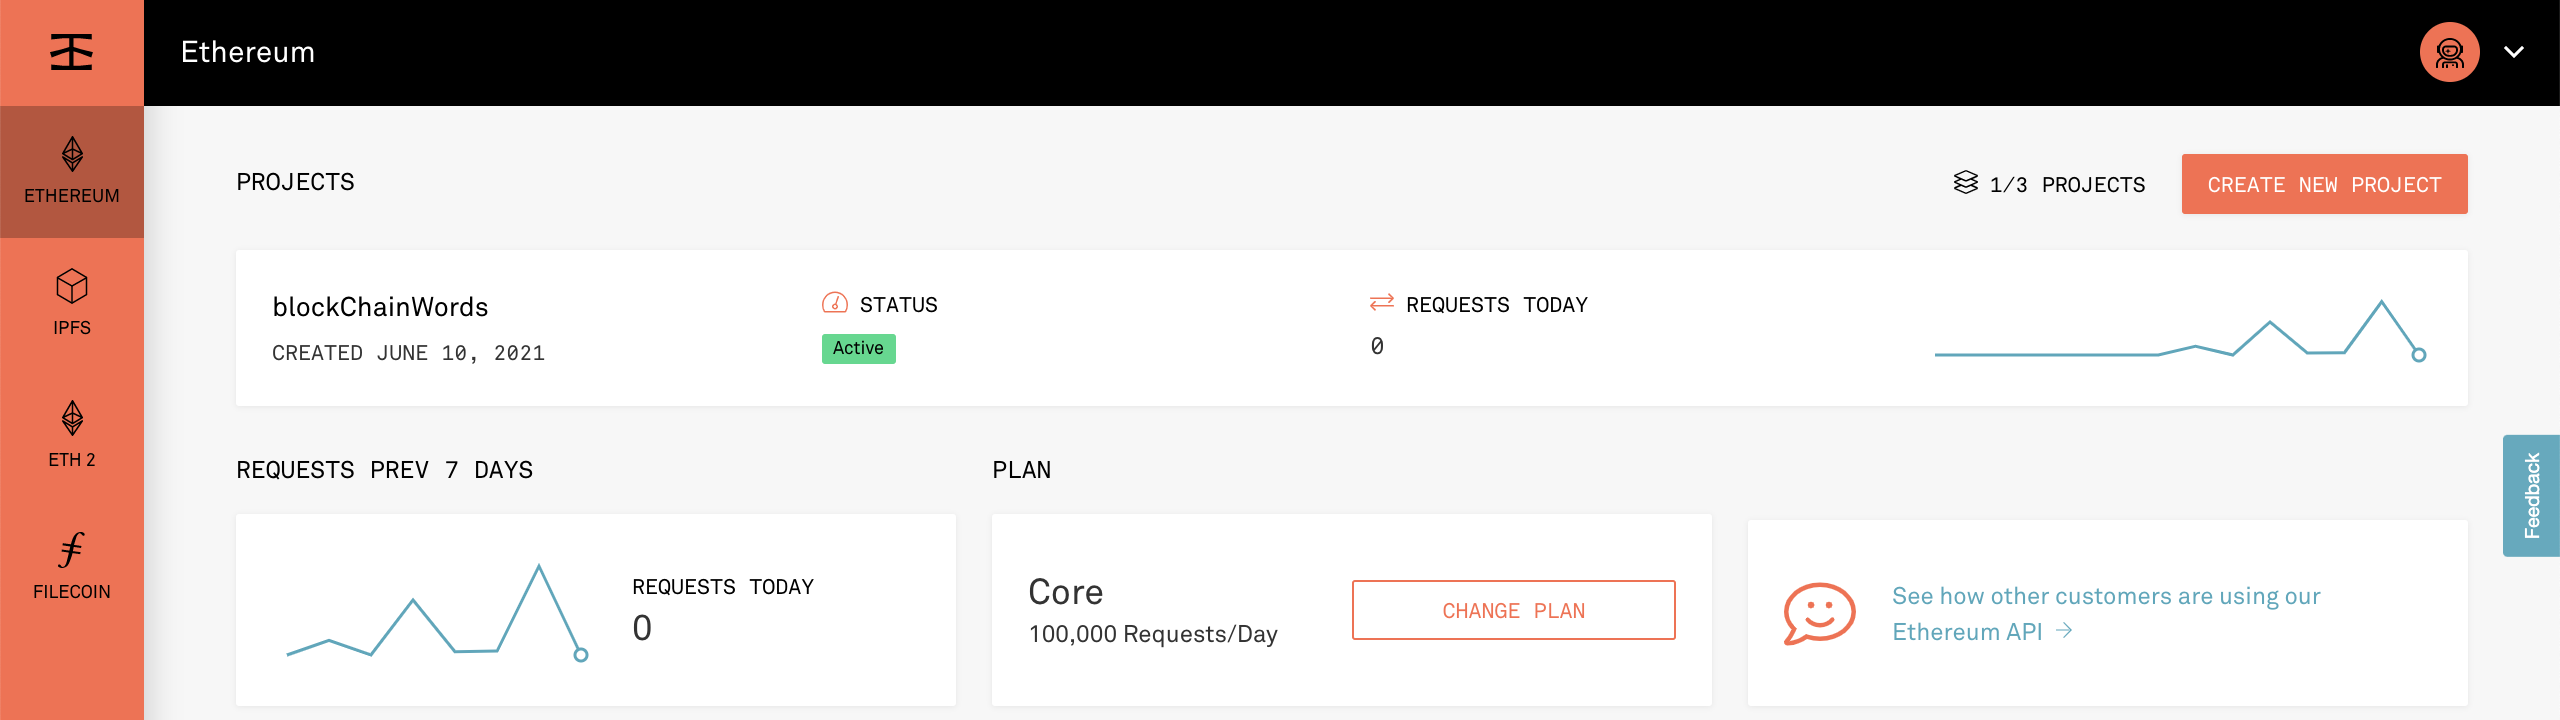 Ethereum
ETHEREUM
IPFS
ETH 2
FILECOIN
PROJECTS
1/3 PROJECTS
CREATE NEW PROJECT
blockChainWords
CREATED JUNE 10, 2021
STATUS
Active
REQUESTS TODAY
0
REQUESTS PREV 7 DAYS
REQUESTS TODAY
0
PLAN
Core
100,000 Requests/Day
CHANGE PLAN
See how other customers are using our
Ethereum API →
Feedback